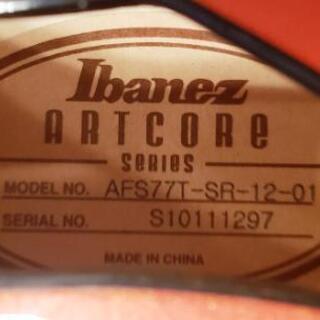 Ibanez
ARTCORE
SERIES
MODEL NO. AFS77T-SR-12-01
SERIAL NO. S10111297
MADE IN CHINA